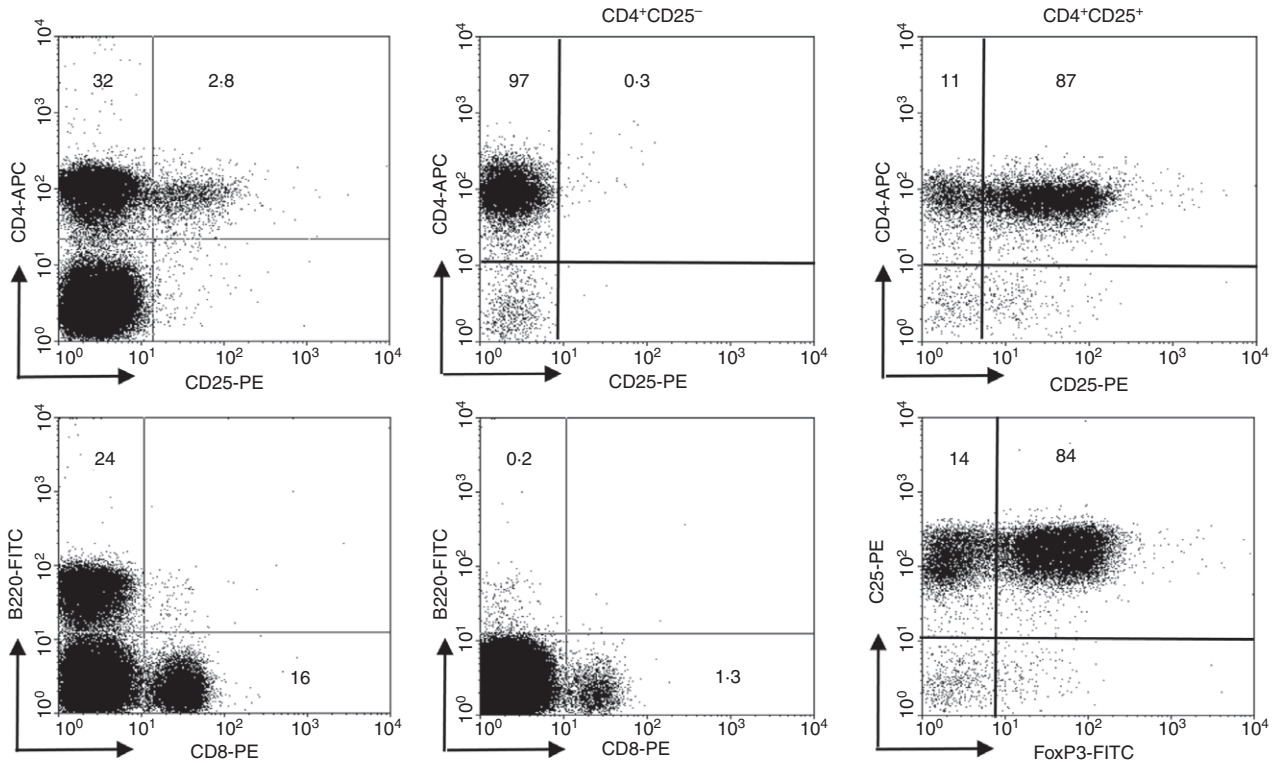 10⁴
10³
10²
10¹
10⁰
CD4-APC
32
2·8
10⁰ 10¹ 10² 10³ 10⁴
CD25-PE
CD4⁺CD25⁻
10⁴
10³
10²
10¹
10⁰
CD4-APC
97
0·3
10⁰ 10¹ 10² 10³ 10⁴
CD25-PE
CD4⁺CD25⁺
10⁴
10³
10²
10¹
10⁰
CD4-APC
11
87
10⁰ 10¹ 10² 10³ 10⁴
CD25-PE
10⁴
10³
10²
10¹
10⁰
B220-FITC
24
16
10⁰ 10¹ 10² 10³ 10⁴
CD8-PE
10⁴
10³
10²
10¹
10⁰
B220-FITC
0·2
1·3
10⁰ 10¹ 10² 10³ 10⁴
CD8-PE
10⁴
10³
10²
10¹
10⁰
C25-PE
14
84
10⁰ 10¹ 10² 10³ 10⁴
FoxP3-FITC